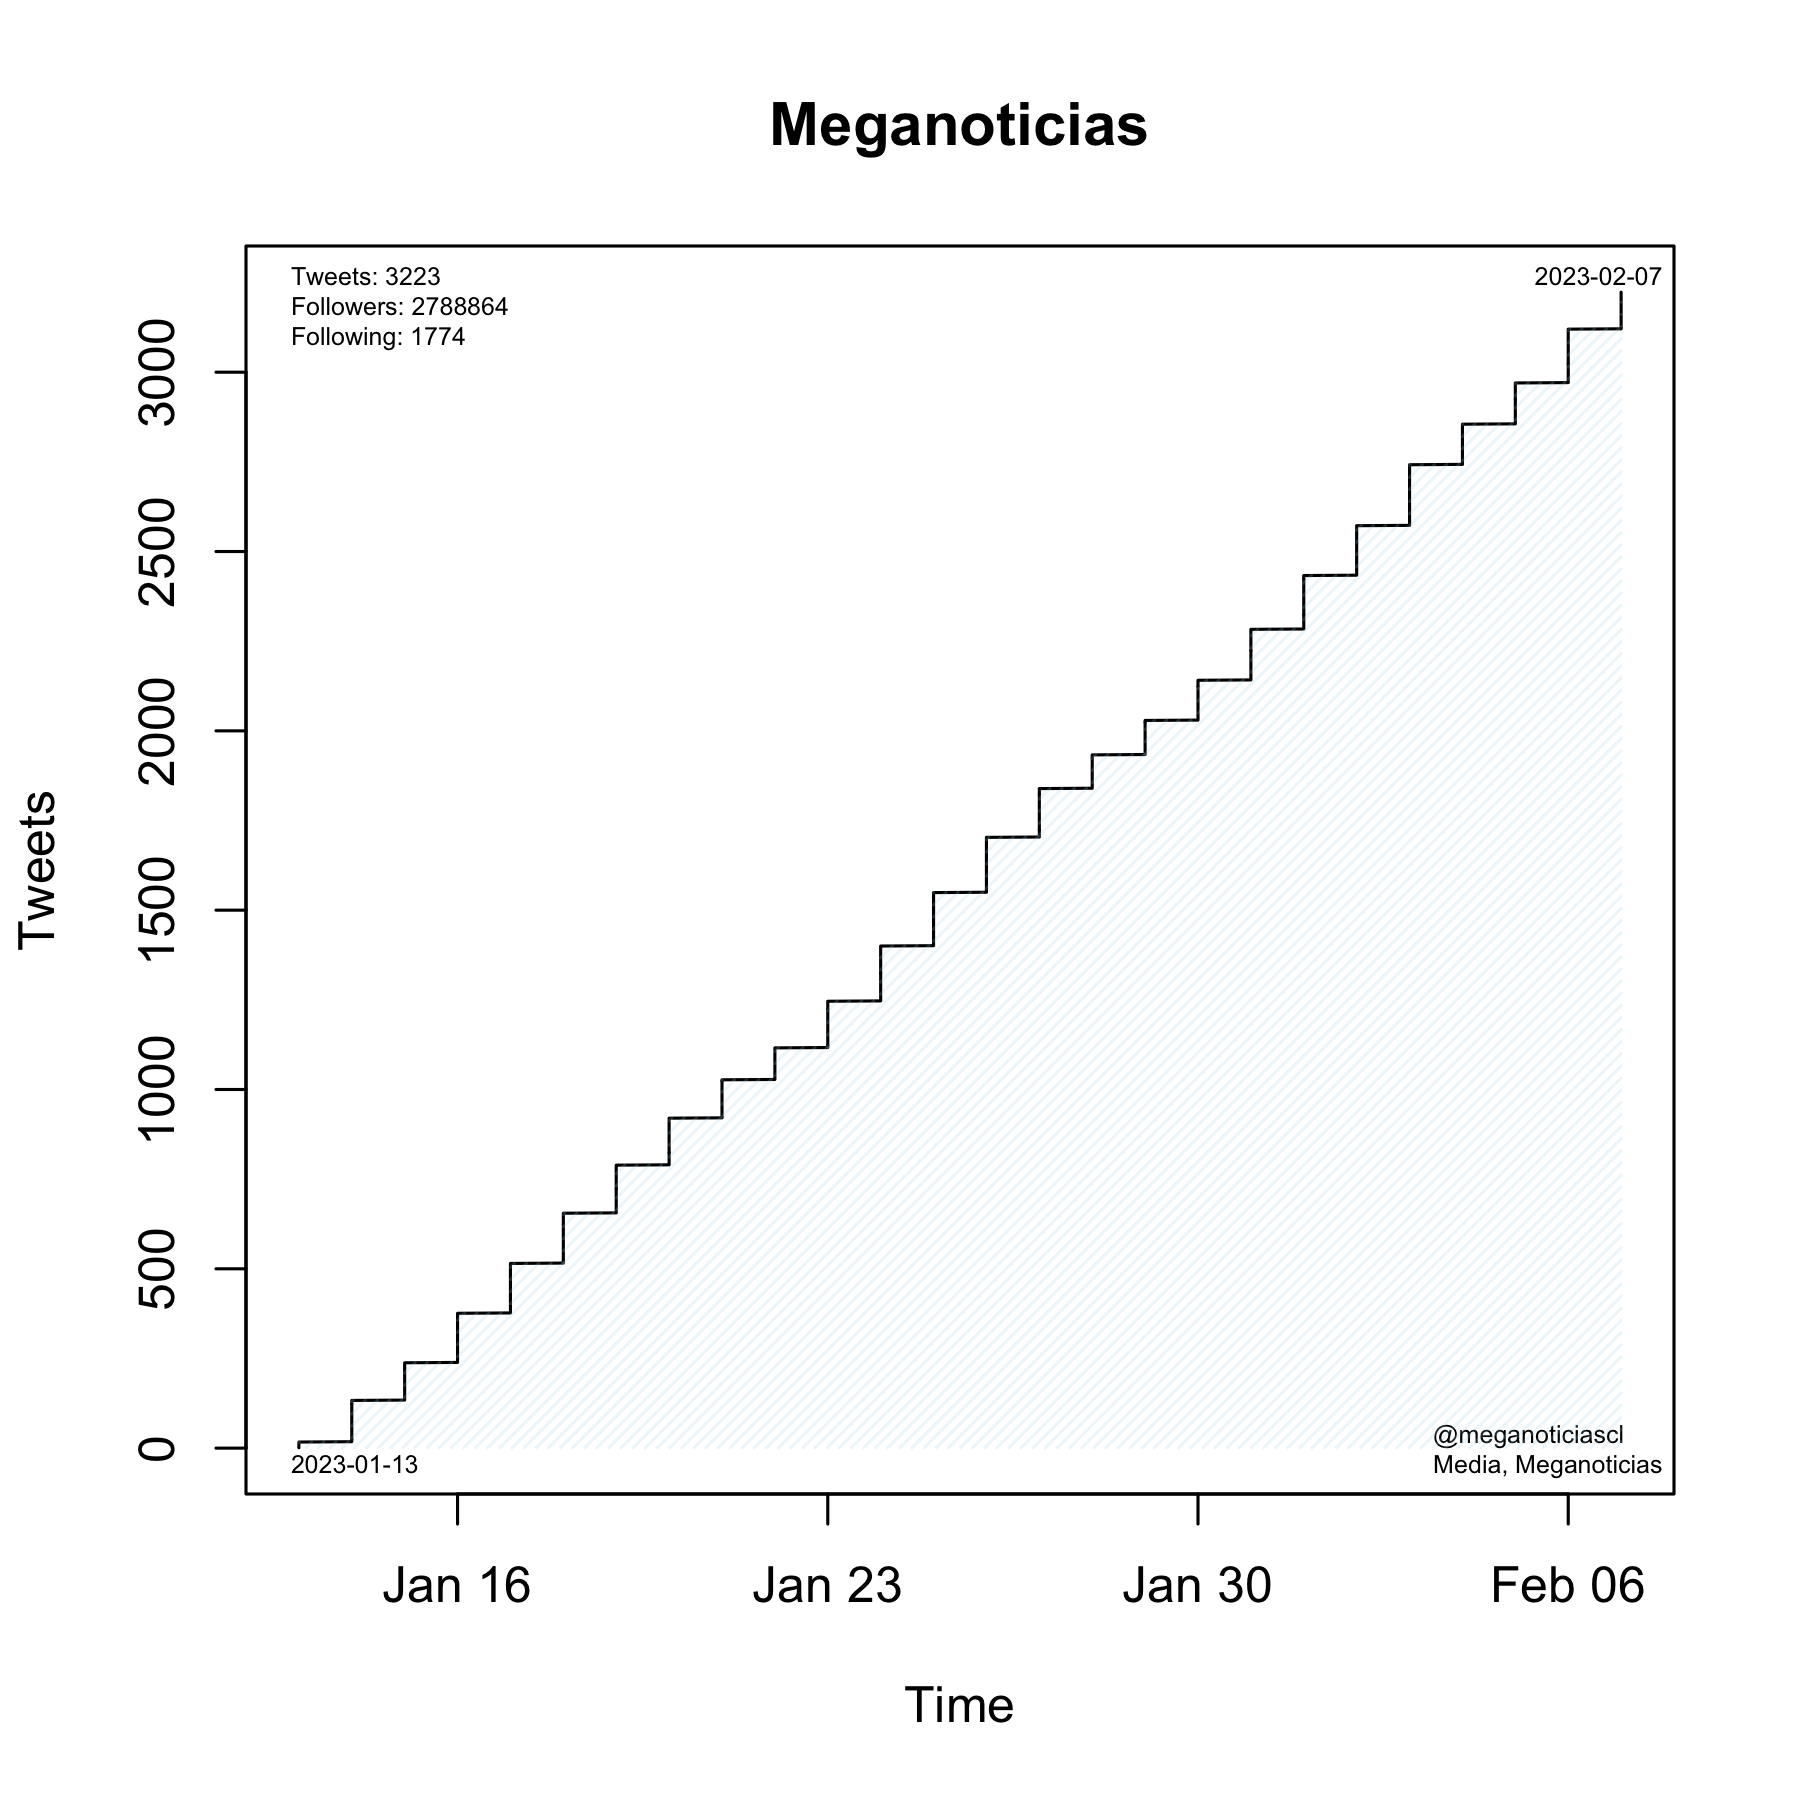 Meganoticias
Tweets: 3223
Followers: 2788864
Following: 1774
2023-02-07
3000
2500
2000
1500
1000
500
0
Tweets
@meganoticiascl
Media, Meganoticias
2023-01-13
Jan 16
Jan 23
Jan 30
Feb 06
Time